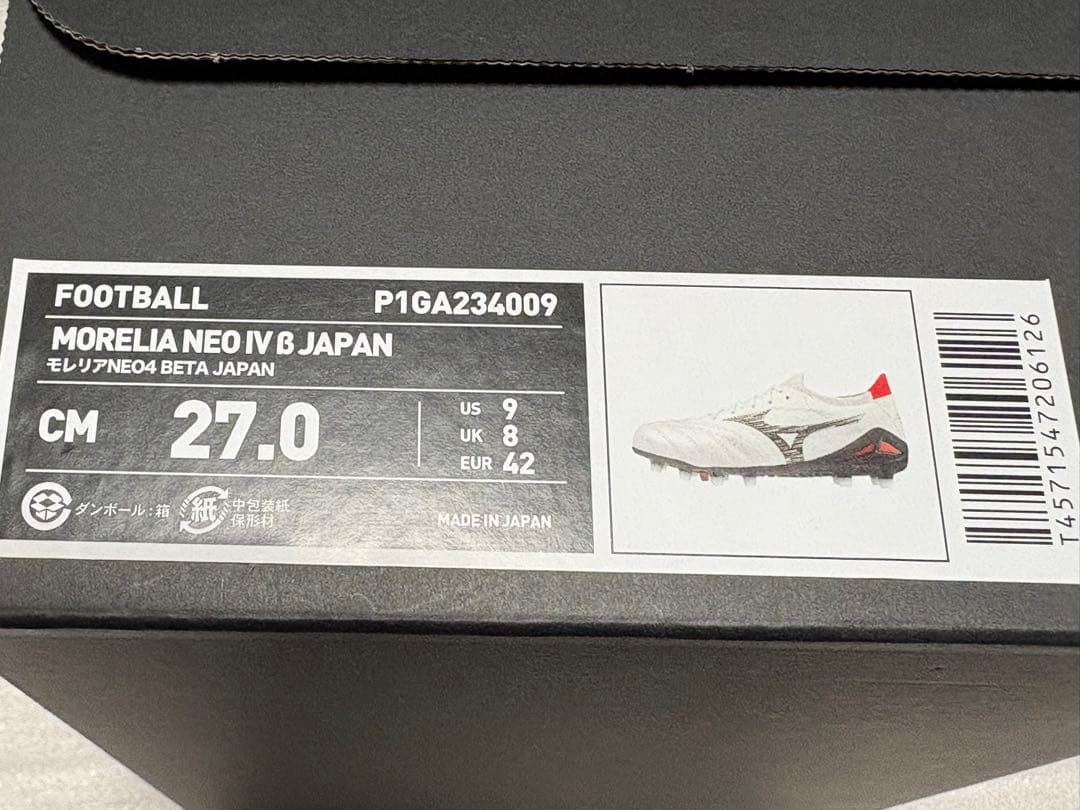 FOOTBALL P1GA234009
MORELIA NEO IV β JAPAN
モレリアNEO4 BETA JAPAN
CM 27.0
US 9
UK 8
EUR 42
ダンボール:箱
紙
中包装紙
保形材
MADE IN JAPAN
T4571547206126